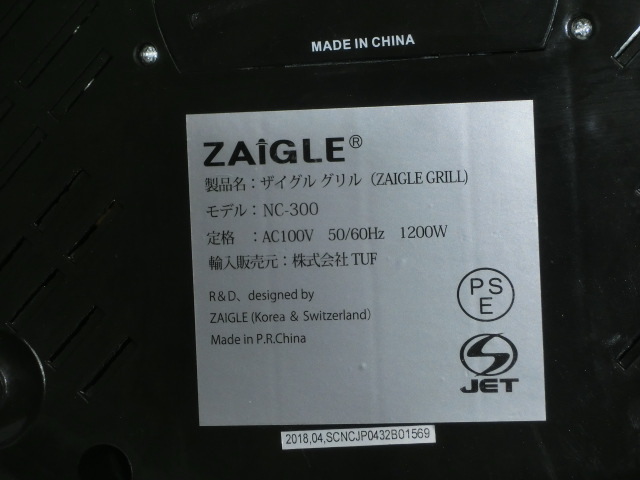 MADE IN CHINA
ZAIGLE®
製品名：ザイグル グリル（ZAIGLE GRILL）
モデル：NC-300
定格　：AC100V　50/60Hz　1200W
輸入販売元：株式会社 TUF
R&D、designed by
ZAIGLE (Korea & Switzerland）
Made in P.R.China
PS
E
JET
2018,04,SCNCJP0432B01569